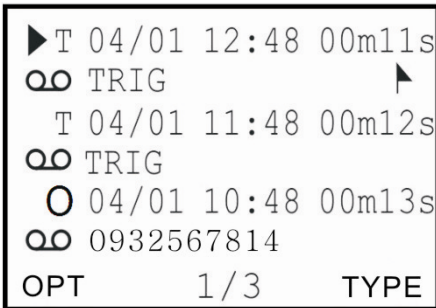 T 04/01 12:48 00m11s
TRIG
T 04/01 11:48 00m12s
TRIG
O 04/01 10:48 00m13s
0932567814
OPT 1/3 TYPE